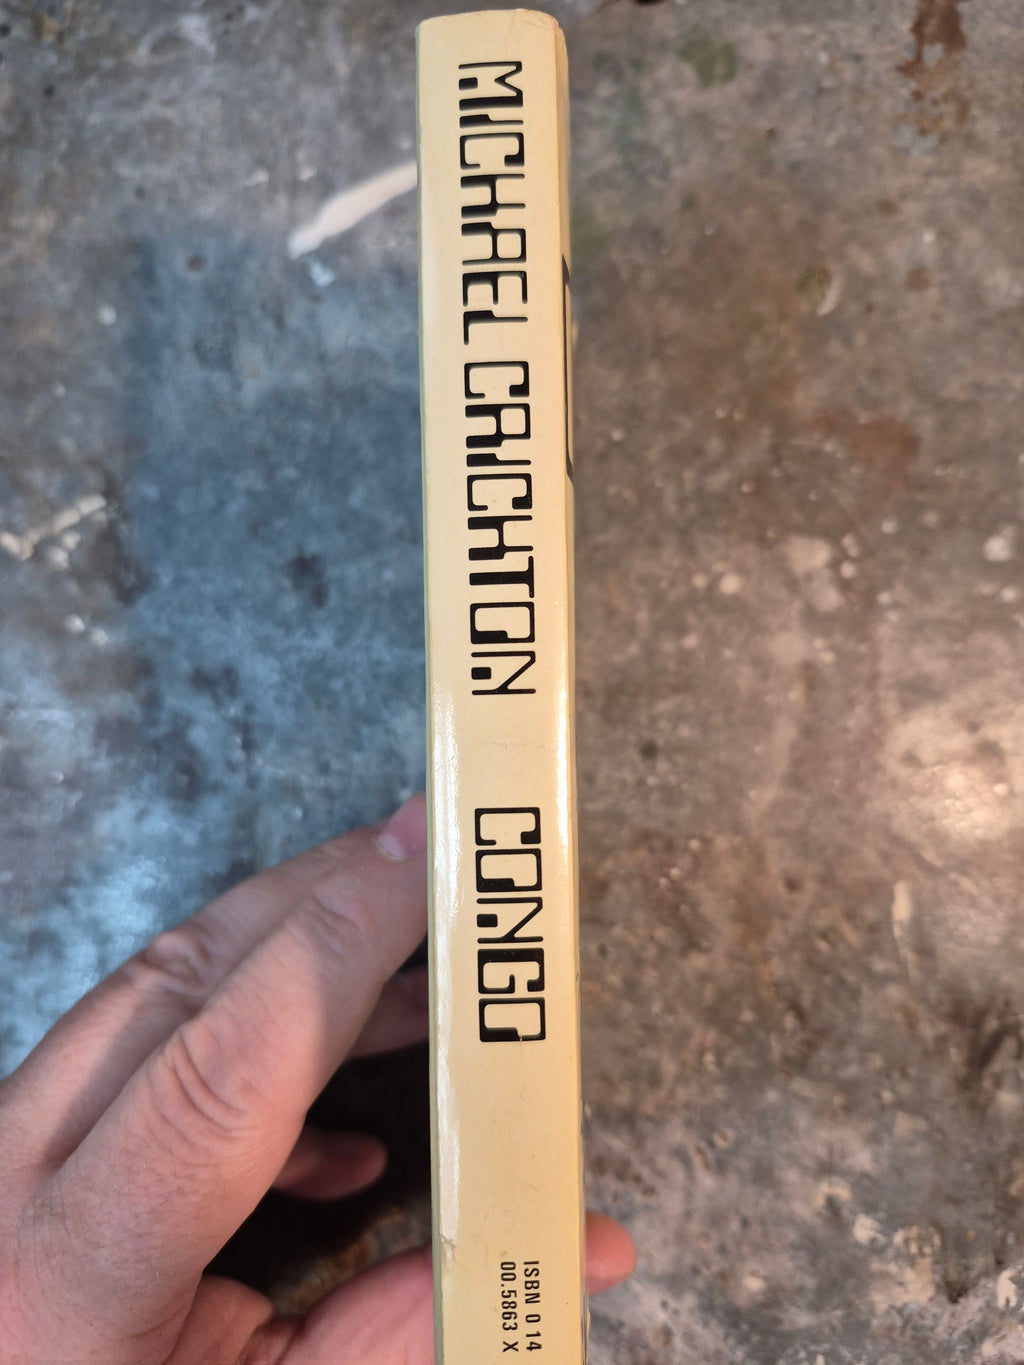 MICHAEL CRICHTON CONGO
ISBN 0 14
00.5863 X